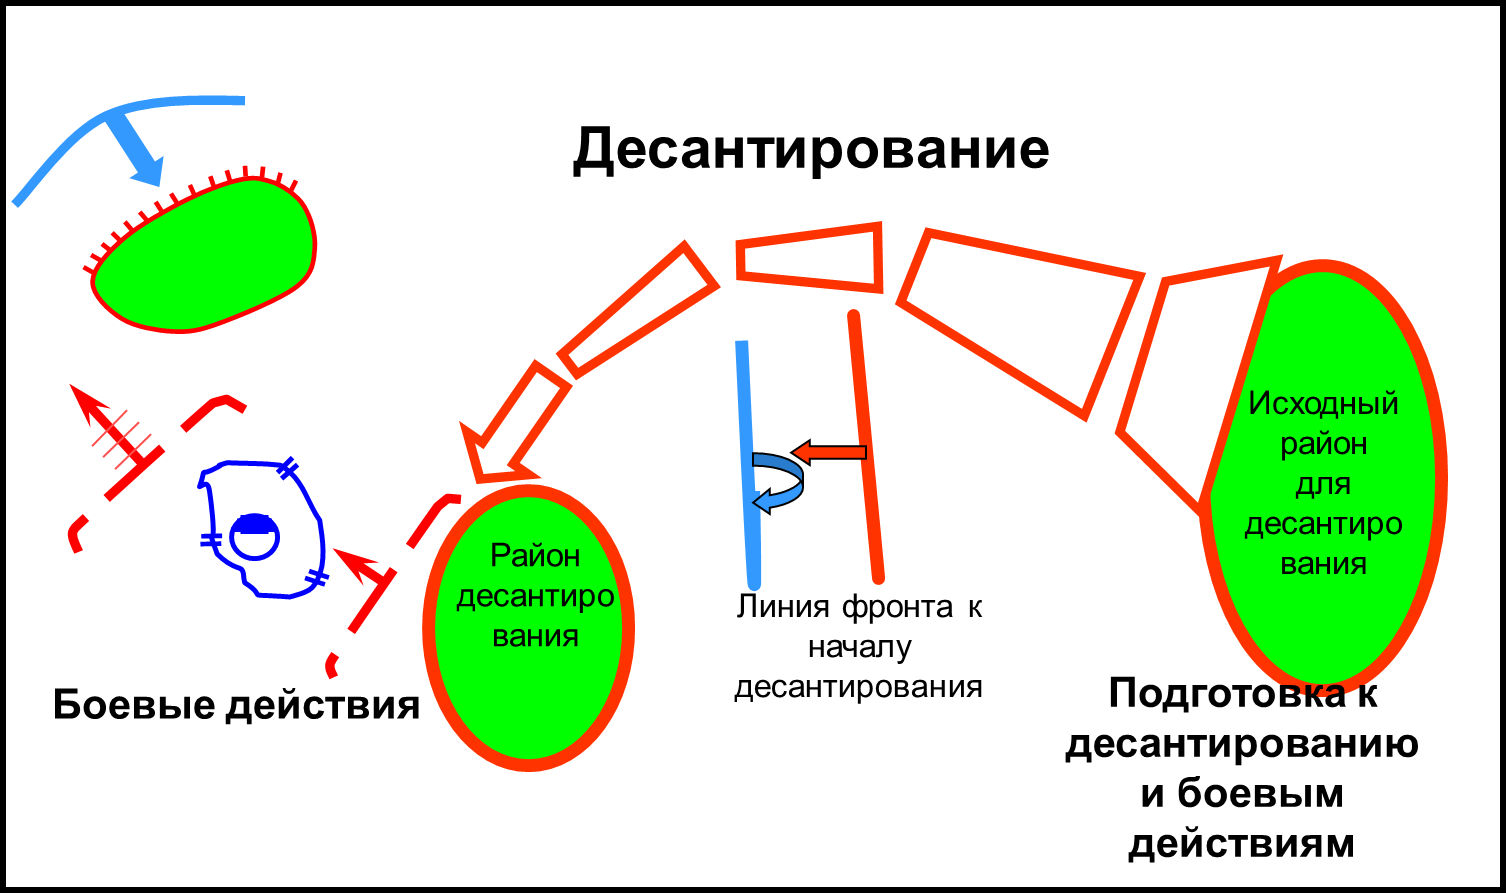 Десантирование
Исходный
район
для
десантиро
вания
Район
десантиро
вания
Линия фронта к
началу
десантирования
Боевые действия
Подготовка к
десантированию
и боевым
действиям